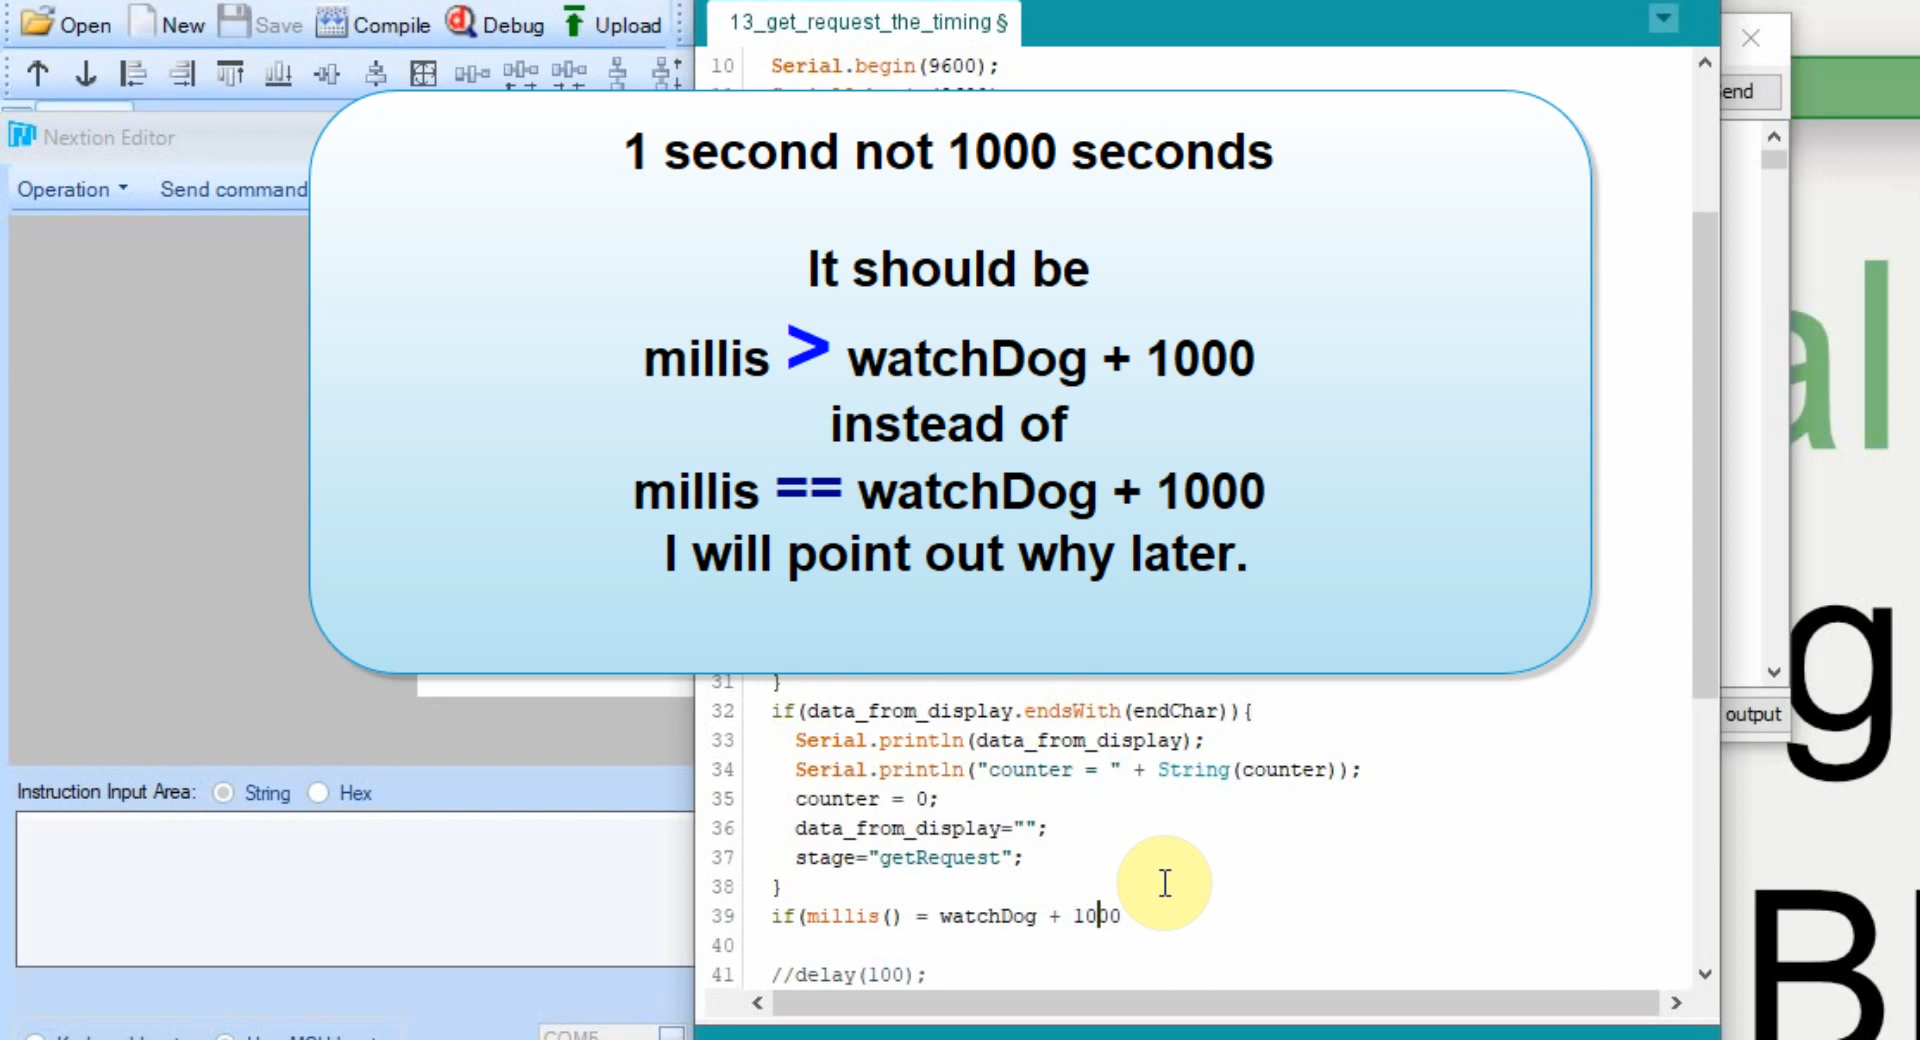 Open New Save Compile Debug Upload
Nextion Editor
Operation Send command
13_get_request_the_timing §
10 Serial.begin(9600);
end
1 second not 1000 seconds
It should be
millis > watchDog + 1000
instead of
millis == watchDog + 1000
I will point out why later.
al
g
Bl
output
31 }
32 if(data_from_display.endsWith(endChar)){
33 Serial.println(data_from_display);
34 Serial.println("counter = " + String(counter));
35 counter = 0;
36 data_from_display="";
37 stage="getRequest";
38 }
39 if(millis() = watchDog + 1000
40
41 //delay(100);
Instruction Input Area: String Hex
COM5